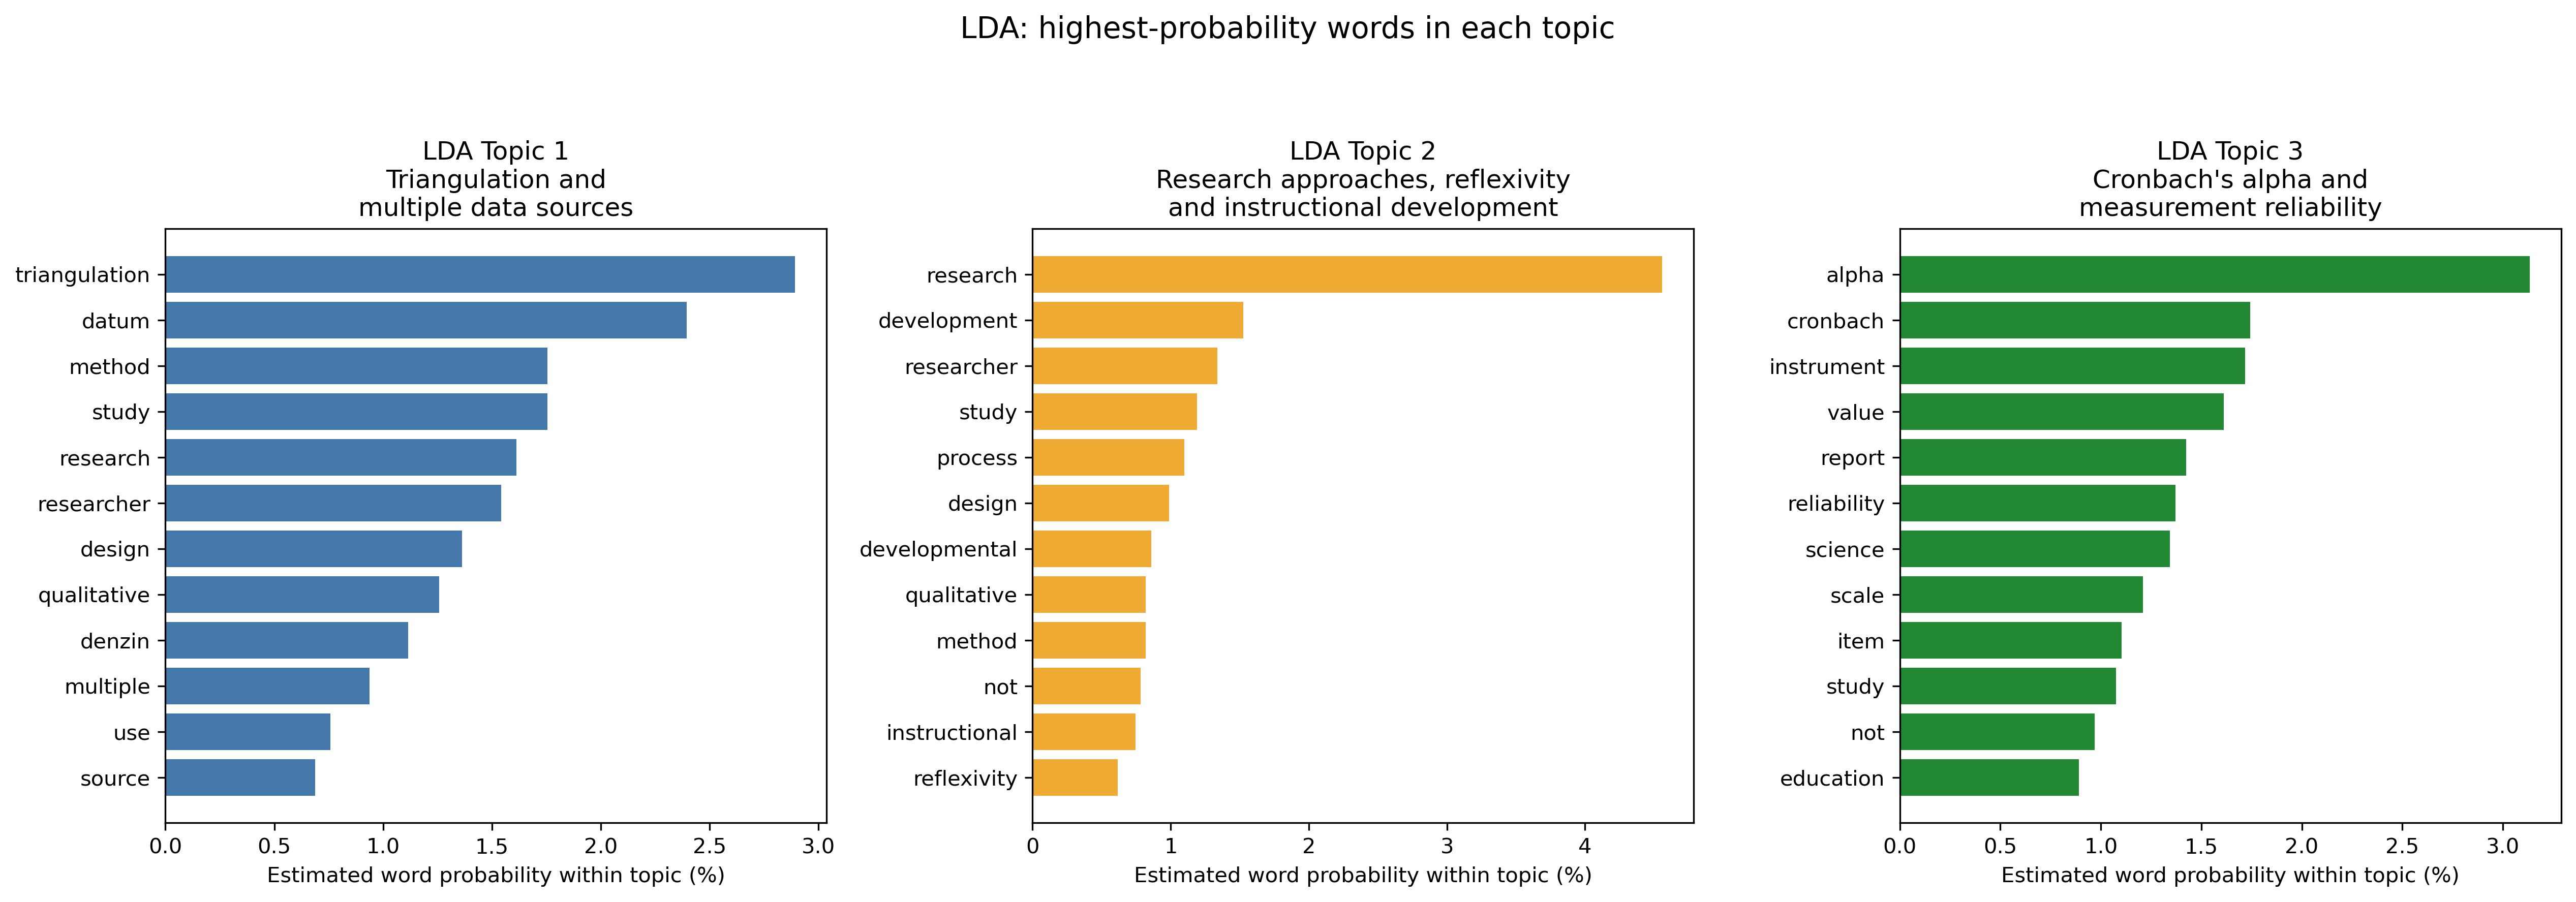 LDA: highest-probability words in each topic
LDA Topic 1
Triangulation and
multiple data sources
triangulation
datum
method
study
research
researcher
design
qualitative
denzin
multiple
use
source
0.0 0.5 1.0 1.5 2.0 2.5 3.0
Estimated word probability within topic (%)
LDA Topic 2
Research approaches, reflexivity
and instructional development
research
development
researcher
study
process
design
developmental
qualitative
method
not
instructional
reflexivity
0 1 2 3 4
Estimated word probability within topic (%)
LDA Topic 3
Cronbach's alpha and
measurement reliability
alpha
cronbach
instrument
value
report
reliability
science
scale
item
study
not
education
0.0 0.5 1.0 1.5 2.0 2.5 3.0
Estimated word probability within topic (%)